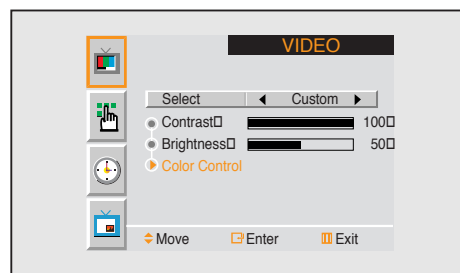 VIDEO
Select Custom
Contrast 100
Brightness 50
Color Control
Move Enter Exit